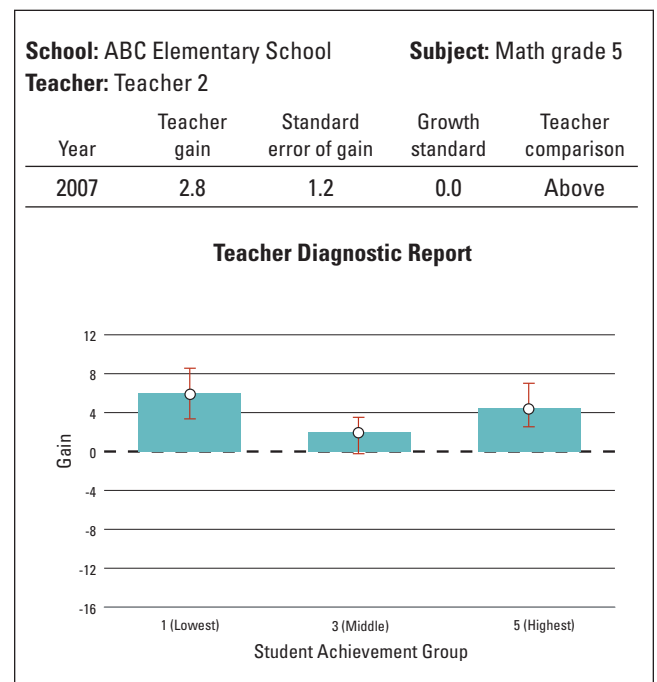 School: ABC Elementary School Subject: Math grade 5
Teacher: Teacher 2
Year Teacher gain Standard error of gain Growth standard Teacher comparison
2007 2.8 1.2 0.0 Above
Teacher Diagnostic Report
12
8
4
0
-4
-8
-12
-16
Gain
1 (Lowest) 3 (Middle) 5 (Highest)
Student Achievement Group